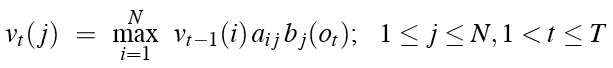 v_t(j) = \max_{i=1}^{N} v_{t-1}(i) a_{ij} b_j(o_t); 1 ≤ j ≤ N, 1 < t ≤ T